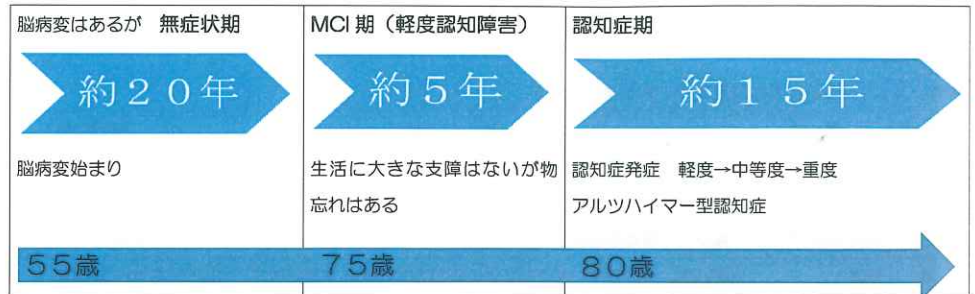 脳病変はあるが　無症状期
約２０年
脳病変始まり
５５歳
MCI 期（軽度認知障害）
約５年
生活に大きな支障はないが物
忘れはある
７５歳
認知症期
約１５年
認知症発症　軽度→中等度→重度
アルツハイマー型認知症
８０歳